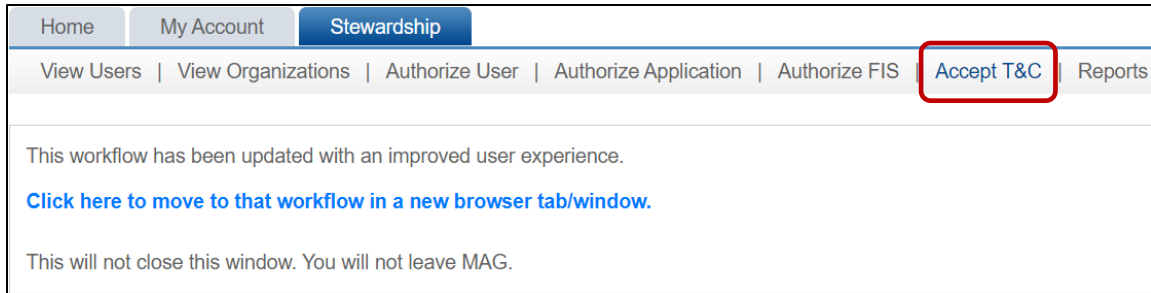 Home My Account Stewardship
View Users | View Organizations | Authorize User | Authorize Application | Authorize FIS | Accept T&C | Reports
This workflow has been updated with an improved user experience.
Click here to move to that workflow in a new browser tab/window.
This will not close this window. You will not leave MAG.